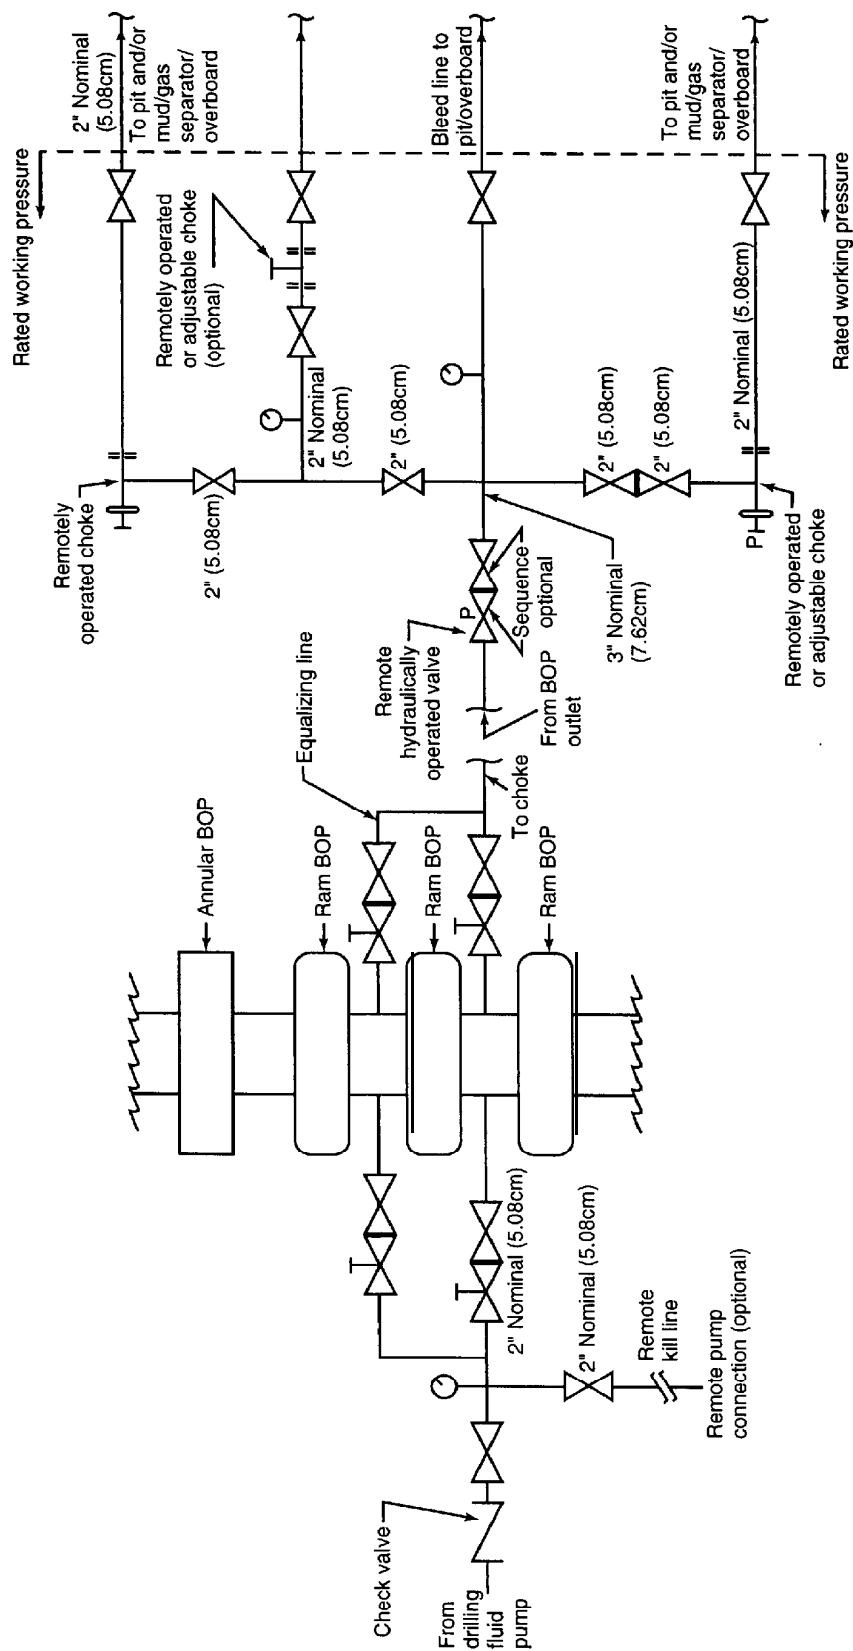 From
drilling
fluid
pump
Check valve
2" Nominal (5.08cm)
2" Nominal (5.08cm)
Remote
kill line
Remote pump
connection (optional)
Annular BOP
Ram BOP
Ram BOP
Ram BOP
Equalizing line
To choke
From BOP
outlet
Remote
hydraulically
operated valve
P
Sequence
optional
3" Nominal
(7.62cm)
Remotely
operated choke
2" (5.08cm)
2" Nominal
(5.08cm)
2" (5.08cm)
2" (5.08cm)
2" (5.08cm)
P
Remotely operated
or adjustable choke
2" Nominal (5.08cm)
Remotely operated
or adjustable choke
(optional)
Rated working pressure
Rated working pressure
2" Nominal
(5.08cm)
To pit and/or
mud/gas
separator/
overboard
Bleed line to
pit/overboard
To pit and/or
mud/gas
separator/
overboard